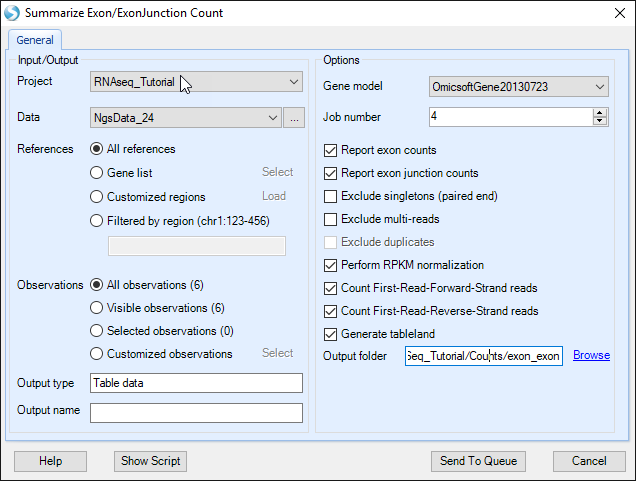 Summarize Exon/ExonJunction Count
General
Input/Output
Project RNAseq_Tutorial
Data NgsData_24 ...
References All references
Gene list Select
Customized regions Load
Filtered by region (chr1:123-456)
Observations All observations (6)
Visible observations (6)
Selected observations (0)
Customized observations Select
Output type Table data
Output name
Options
Gene model OmicsoftGene20130723
Job number 4
Report exon counts
Report exon junction counts
Exclude singletons (paired end)
Exclude multi-reads
Exclude duplicates
Perform RPKM normalization
Count First-Read-Forward-Strand reads
Count First-Read-Reverse-Strand reads
Generate tableland
Output folder Seq_Tutorial/Counts/exon_exon Browse
Help Show Script Send To Queue Cancel